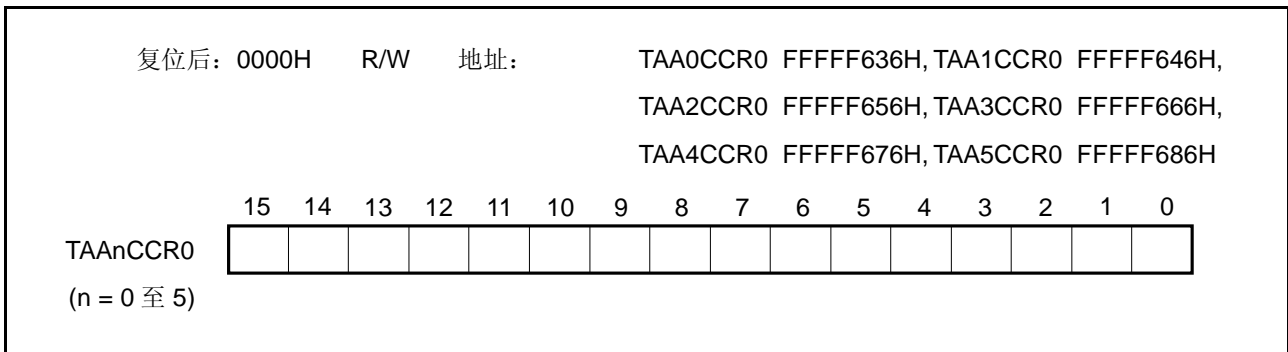 复位后：0000H R/W 地址： TAA0CCR0 FFFFF636H, TAA1CCR0 FFFFF646H,
TAA2CCR0 FFFFF656H, TAA3CCR0 FFFFF666H,
TAA4CCR0 FFFFF676H, TAA5CCR0 FFFFF686H
15 14 13 12 11 10 9 8 7 6 5 4 3 2 1 0
TAAnCCR0
(n = 0 至 5)